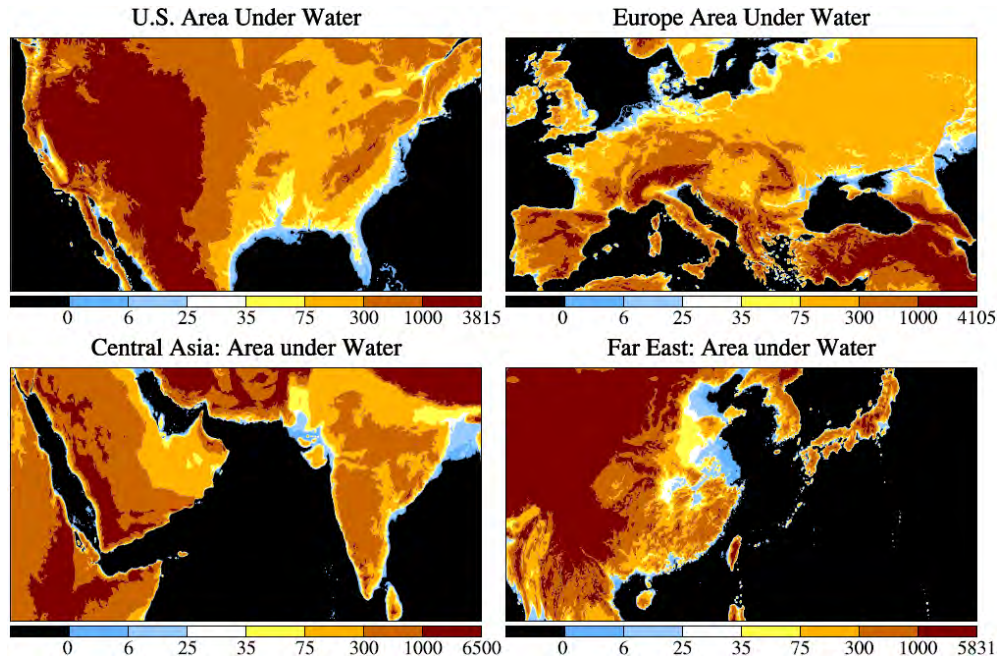 U.S. Area Under Water
Europe Area Under Water
0 6 25 35 75 300 1000 3815
0 6 25 35 75 300 1000 4105
Central Asia: Area under Water
Far East: Area under Water
0 6 25 35 75 300 1000 6500
0 6 25 35 75 300 1000 5831